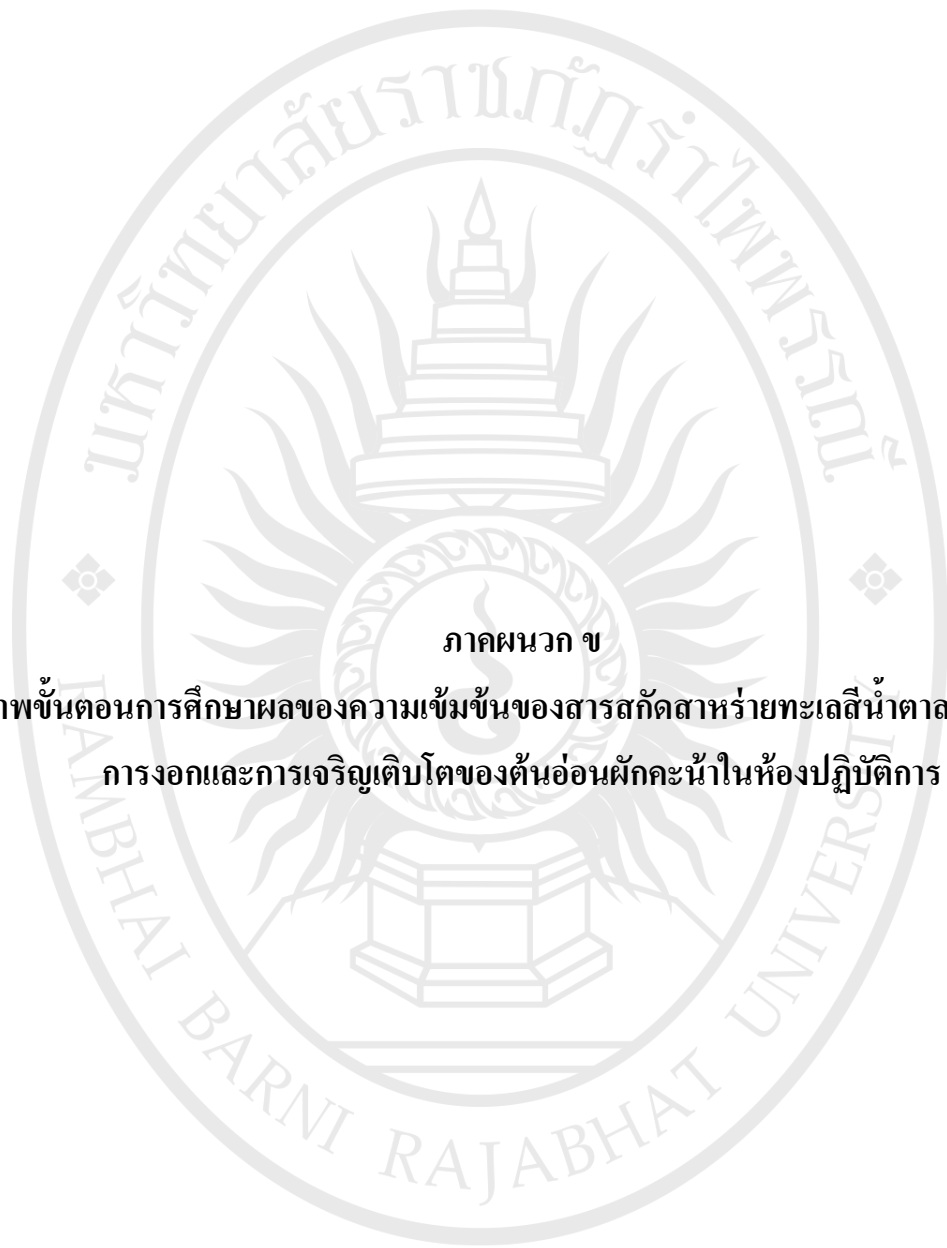 มหาวิทยาลัยราชภัฏรำไพพรรณี
ภาคผนวก ข
าพขั้นตอนการศึกษาผลของความเข้มข้นของสารสกัดสาหร่ายทะเลสีน้ำตาล
การงอกและการเจริญเติบโตของต้นอ่อนผักคะน้าในห้องปฏิบัติการ
RAMBHAI BARNI RAJABHAT UNIVERSITY